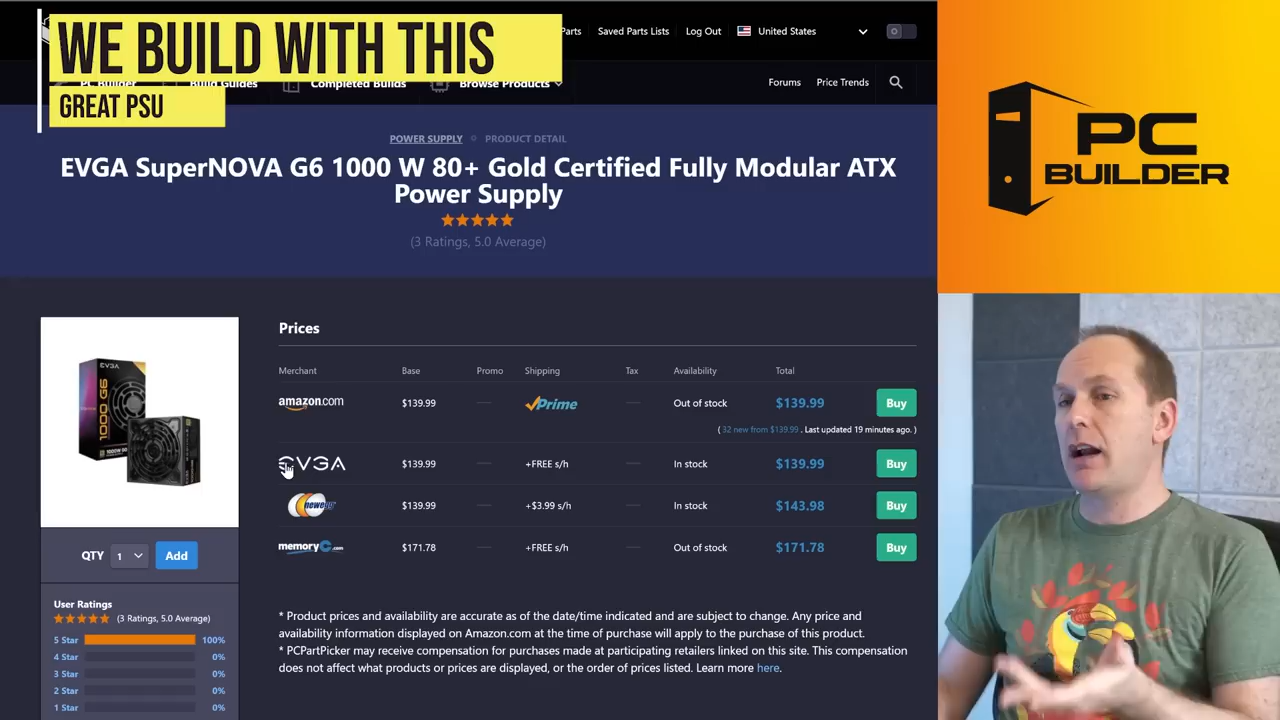 WE BUILD WITH THIS
GREAT PSU
Parts
Saved Parts Lists
Log Out
United States
PC Builder
Build Guides
Completed Builds
Browse Products
Forums
Price Trends
POWER SUPPLY
PRODUCT DETAIL
EVGA SuperNOVA G6 1000 W 80+ Gold Certified Fully Modular ATX
Power Supply
(3 Ratings, 5.0 Average)
PC
BUILDER
EVGA
1000 G6
Prices
Merchant Base Promo Shipping Tax Availability Total
amazon.com $139.99 — Prime — Out of stock $139.99 Buy
( 32 new from $139.99 . Last updated 19 minutes ago. )
EVGA $139.99 — +FREE s/h — In stock $139.99 Buy
newegg $139.99 +$3.99 s/h In stock $143.98 Buy
memoryC.com $171.78 — +FREE s/h — Out of stock $171.78 Buy
QTY 1 Add
User Ratings
(3 Ratings, 5.0 Average)
5 Star 100%
4 Star 0%
3 Star 0%
2 Star 0%
1 Star 0%
* Product prices and availability are accurate as of the date/time indicated and are subject to change. Any price and
availability information displayed on Amazon.com at the time of purchase will apply to the purchase of this product.
* PCPartPicker may receive compensation for purchases made at participating retailers linked on this site. This compensation
does not affect what products or prices are displayed, or the order of prices listed. Learn more here.